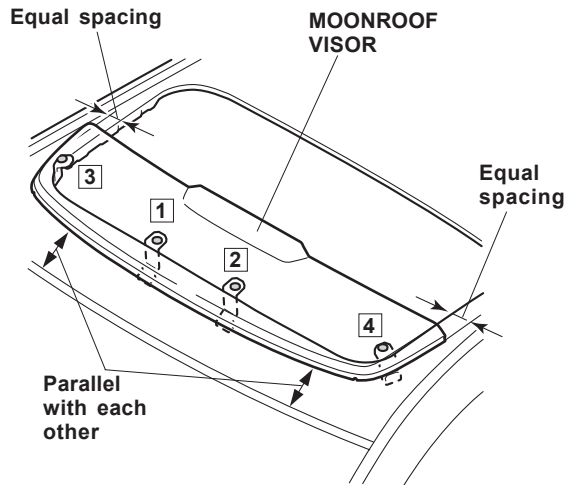 Equal spacing
MOONROOF
VISOR
3
1
2
4
Equal
spacing
Parallel
with each
other